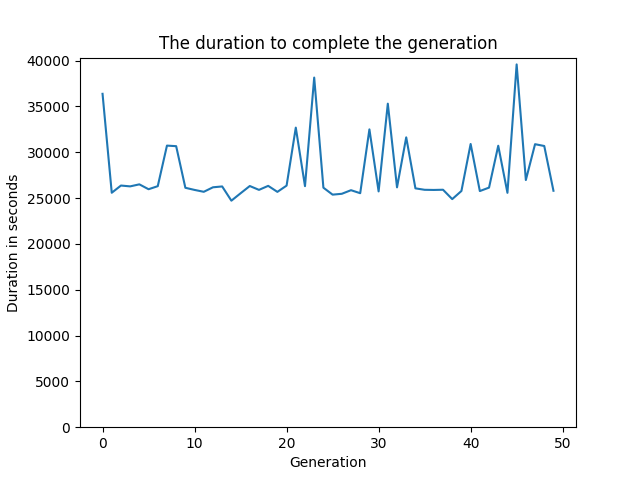 The duration to complete the generation
40000
35000
30000
25000
20000
15000
10000
5000
0
Duration in seconds
0 10 20 30 40 50
Generation